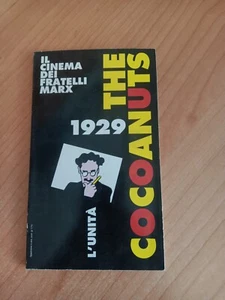 IL
CINEMA
DEI
FRATELLI
MARX
1929
THE
COCOANUTS
L'UNITÀ